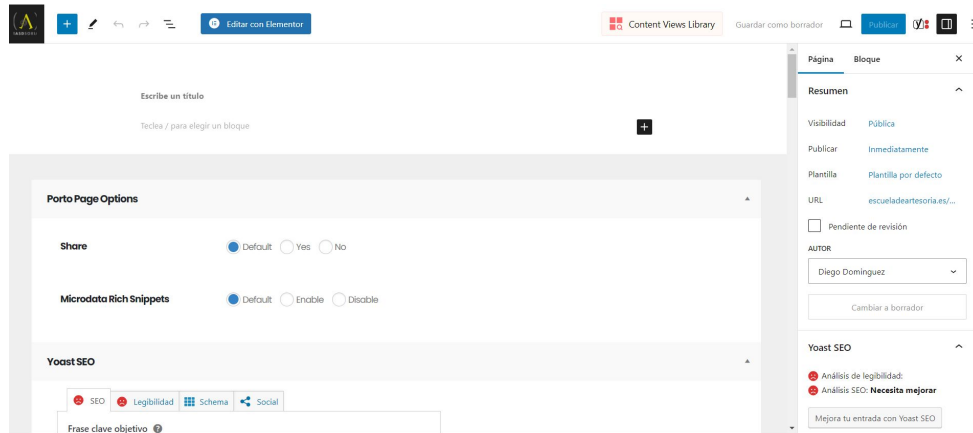 Editar con Elementor
Content Views Library
Guardar como borrador
Publicar
Página Bloque
Escribe un título
Teclea / para elegir un bloque
Porto Page Options
Share
Default Yes No
Microdata Rich Snippets
Default Enable Disable
Yoast SEO
SEO Legibilidad Schema Social
Frase clave objetivo
Resumen
Visibilidad Pública
Publicar Inmediatamente
Plantilla Plantilla por defecto
URL escueladeartesoria.es/...
Pendiente de revisión
AUTOR
Diego Dominguez
Cambiar a borrador
Yoast SEO
Análisis de legibilidad:
Análisis SEO: Necesita mejorar
Mejora tu entrada con Yoast SEO